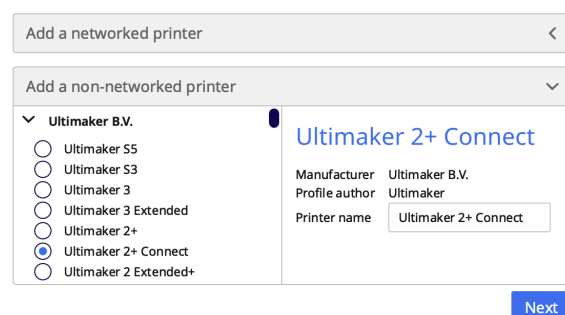 Add a networked printer
Add a non-networked printer
Ultimaker B.V.
Ultimaker S5
Ultimaker S3
Ultimaker 3
Ultimaker 3 Extended
Ultimaker 2+
Ultimaker 2+ Connect
Ultimaker 2 Extended+
Ultimaker 2+ Connect
Manufacturer Ultimaker B.V.
Profile author Ultimaker
Printer name Ultimaker 2+ Connect
Next